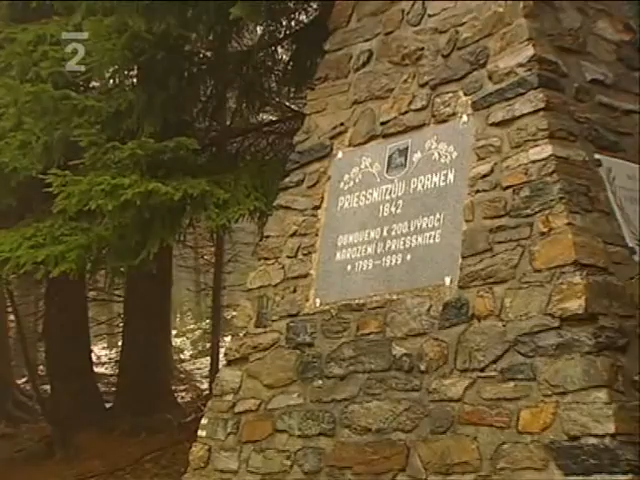 2
PRIESSNITZŮV PRAMEN
1842
OBNOVENO K 200.VÝROČÍ
NAROZENÍ V. PRIESSNITZE
* 1799-1999 *